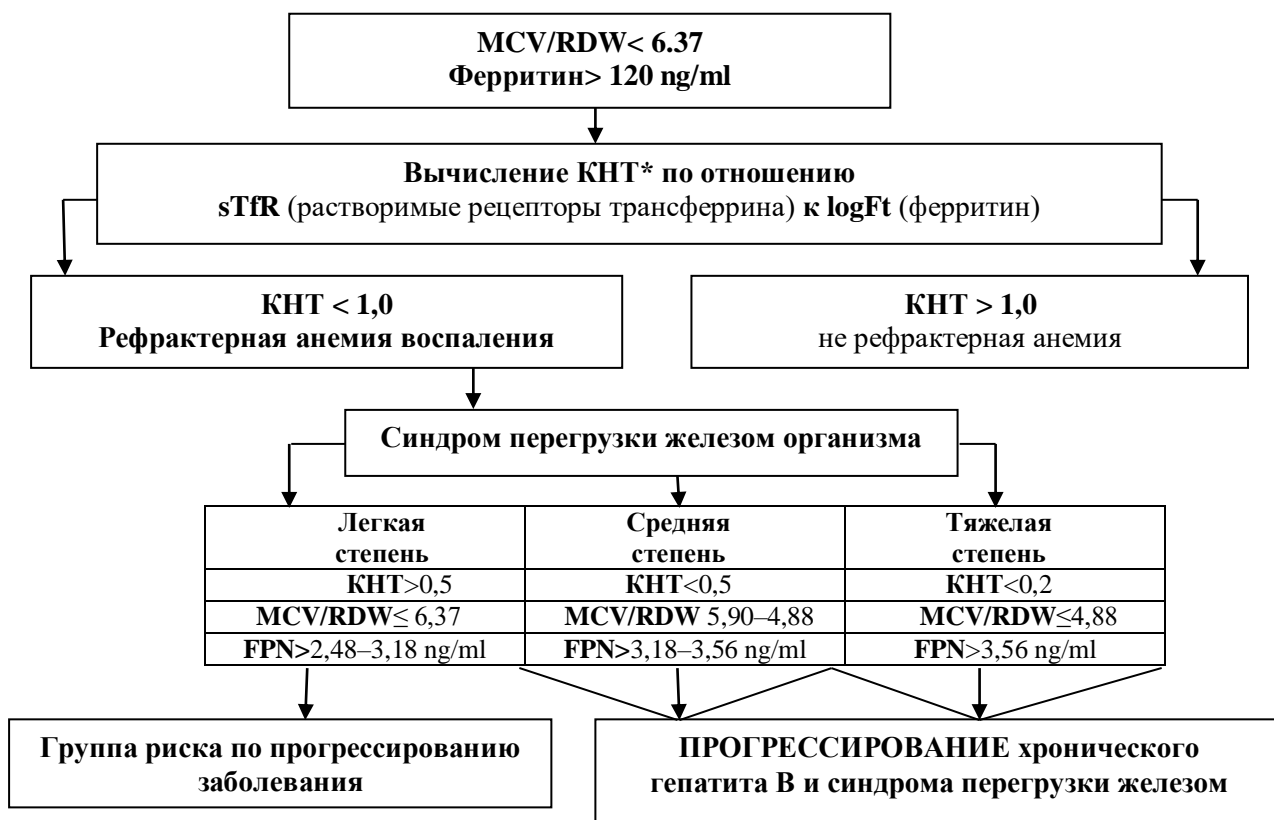 MCV/RDW< 6.37
Ферритин> 120 ng/ml
Вычисление КНТ* по отношению
sTfR (растворимые рецепторы трансферрина) к logFt (ферритин)
КНТ < 1,0
Рефрактерная анемия воспаления
КНТ > 1,0
не рефрактерная анемия
Синдром перегрузки железом организма
Легкая
степень
Средняя
степень
Тяжелая
степень
КНТ>0,5
КНТ<0,5
КНТ<0,2
MCV/RDW≤ 6,37
MCV/RDW 5,90–4,88
MCV/RDW≤4,88
FPN>2,48–3,18 ng/ml
FPN>3,18–3,56 ng/ml
FPN>3,56 ng/ml
Группа риска по прогрессированию
заболевания
ПРОГРЕССИРОВАНИЕ хронического
гепатита В и синдрома перегрузки железом